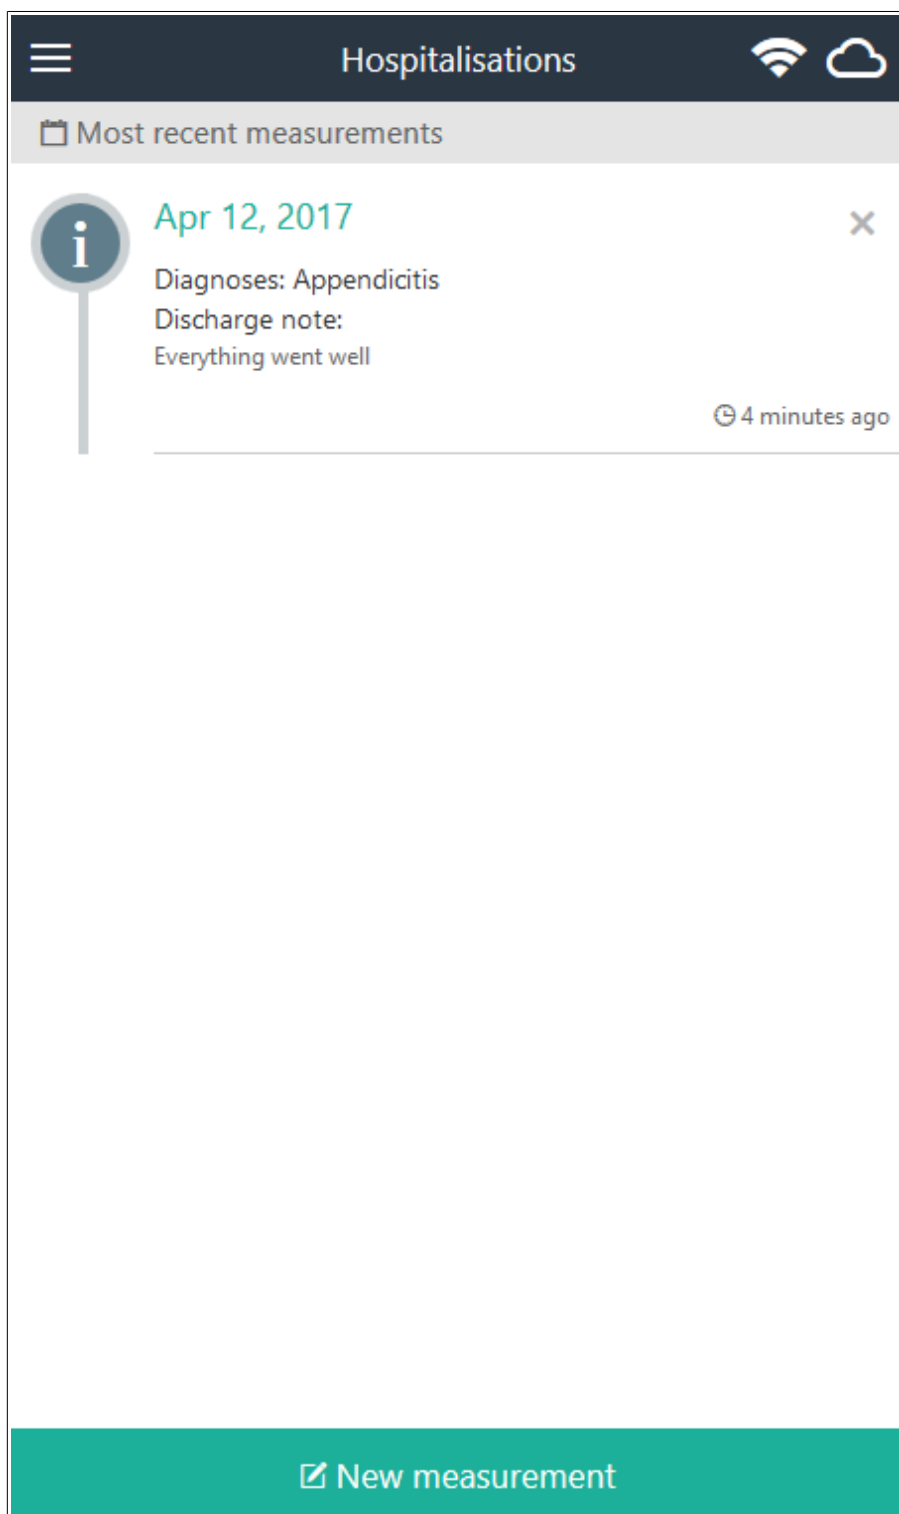 Hospitalisations
Most recent measurements
i
Apr 12, 2017
Diagnoses: Appendicitis
Discharge note:
Everything went well
4 minutes ago
New measurement